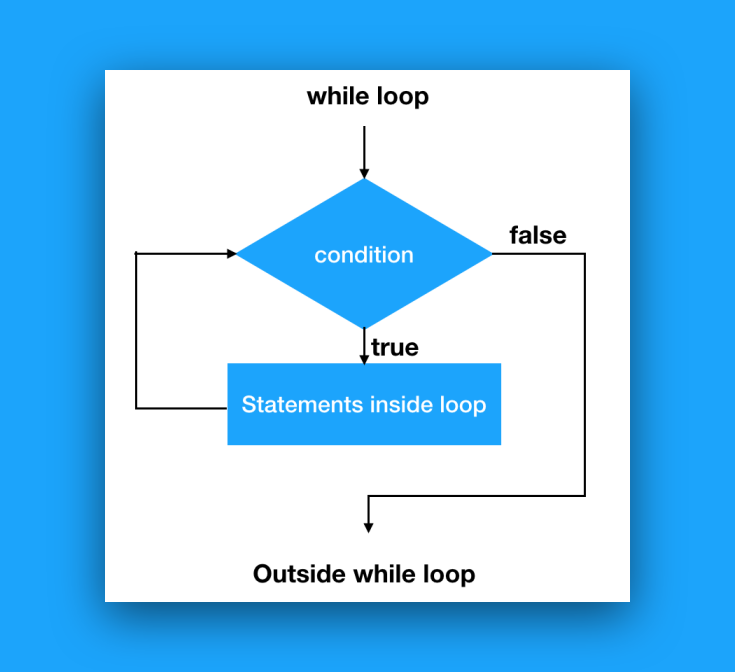 while loop
condition
false
true
Statements inside loop
Outside while loop